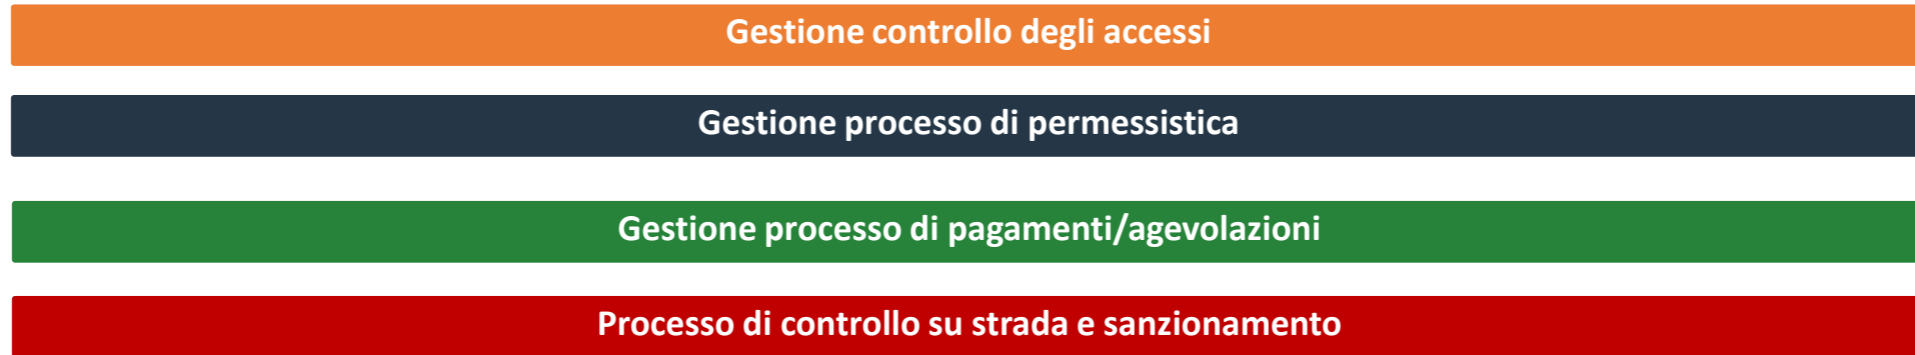 Gestione controllo degli accessi
Gestione processo di permessistica
Gestione processo di pagamenti/agevolazioni
Processo di controllo su strada e sanzionamento